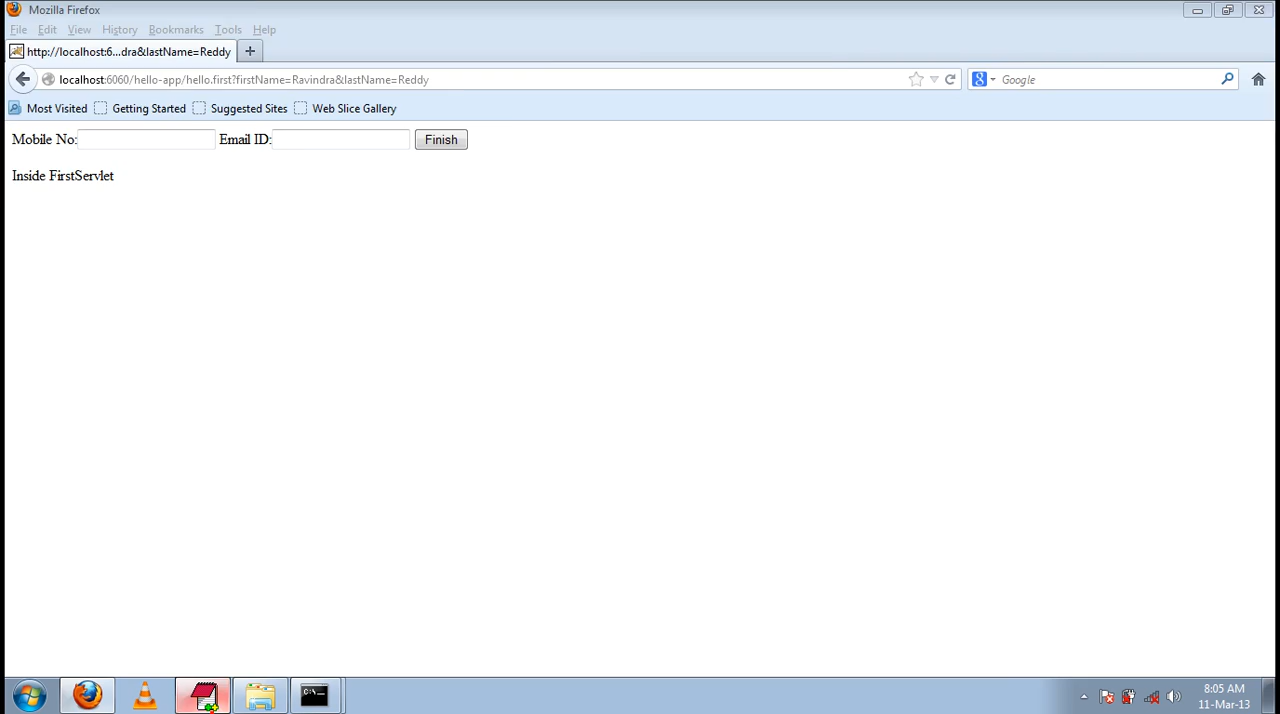 Mozilla Firefox
File Edit View History Bookmarks Tools Help
http://localhost:6...dra&lastName=Reddy +
localhost:6060/hello-app/hello.first?firstName=Ravindra&lastName=Reddy Google
Most Visited Getting Started Suggested Sites Web Slice Gallery
Mobile No: Email ID: Finish
Inside FirstServlet
8:05 AM
11-Mar-13